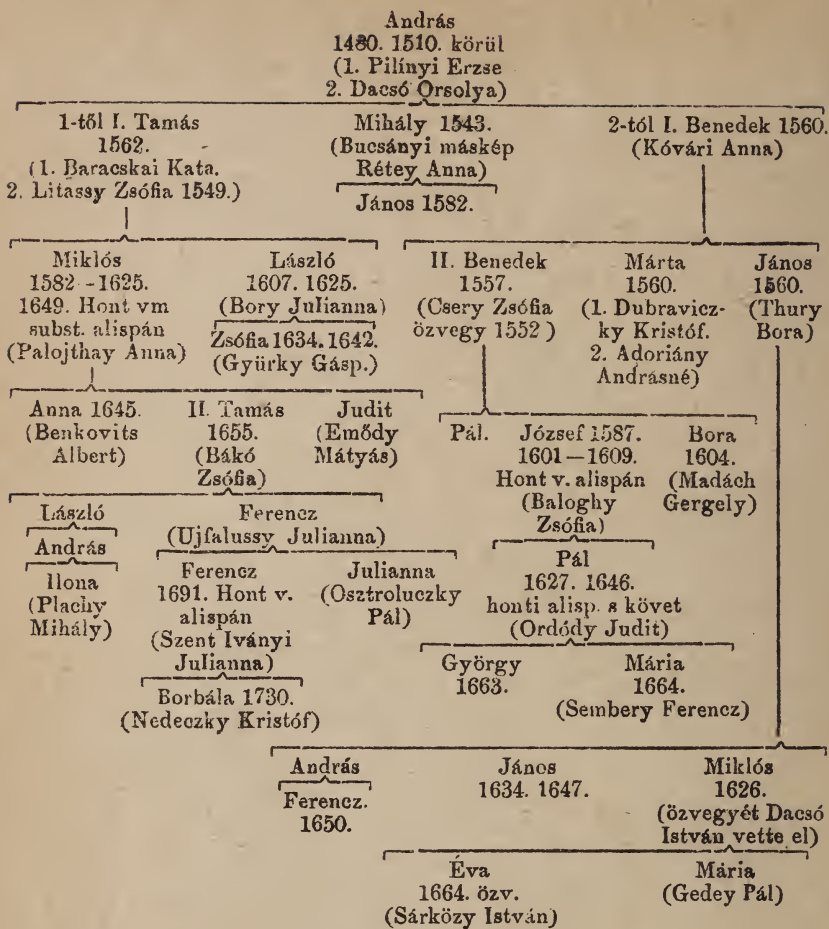 András
1480. 1510. körül
(1. Pilínyi Erzse
2. Dacsó Orsolya)
1-től I. Tamás
1562.
(1. Baracskai Kata.
2. Litassy Zsófia 1549.)
Mihály 1543.
(Bucsányi máskép
Rétey Anna)
János 1582.
2-tól I. Benedek 1560.
(Kóvári Anna)
Miklós
1582 - 1625.
1649. Hont vm
subst. alispán
(Palojthay Anna)
László
1607. 1625.
(Bory Julianna)
Zsófia 1634. 1642.
(Gyürky Gásp.)
II. Benedek
1557.
(Csery Zsófia
özvegy 1552)
Márta
1560.
(1. Dubravicz-
ky Kristóf.
2. Adoriány
Andrásné)
János
1560.
(Thury
Bora)
Anna 1645.
(Benkovits
Albert)
II. Tamás
1655.
(Bákó
Zsófia)
Judit
(Emődy
Mátyás)
Pál.
József 1587.
1601—1609.
Hont v. alispán
(Baloghy
Zsófia)
Bora
1604.
(Madách
Gergely)
László
András
Ilona
(Plachy
Mihály)
Ferencz
(Ujfalussy Julianna)
Ferencz
1691. Hont v.
alispán
(Szent Iványi
Julianna)
Borbála 1730.
(Nedeczky Kristóf)
Julianna
(Osztroluczky
Pál)
Pál
1627. 1646.
honti alisp. s követ
(Ordódy Judit)
György
1663.
Mária
1664.
(Sembery Ferencz)
András
Ferencz.
1650.
János
1634. 1647.
Miklós
1626.
(özvegyét Dacsó
István vette el)
Éva
1664. özv.
(Sárközy István)
Mária
(Gedey Pál)